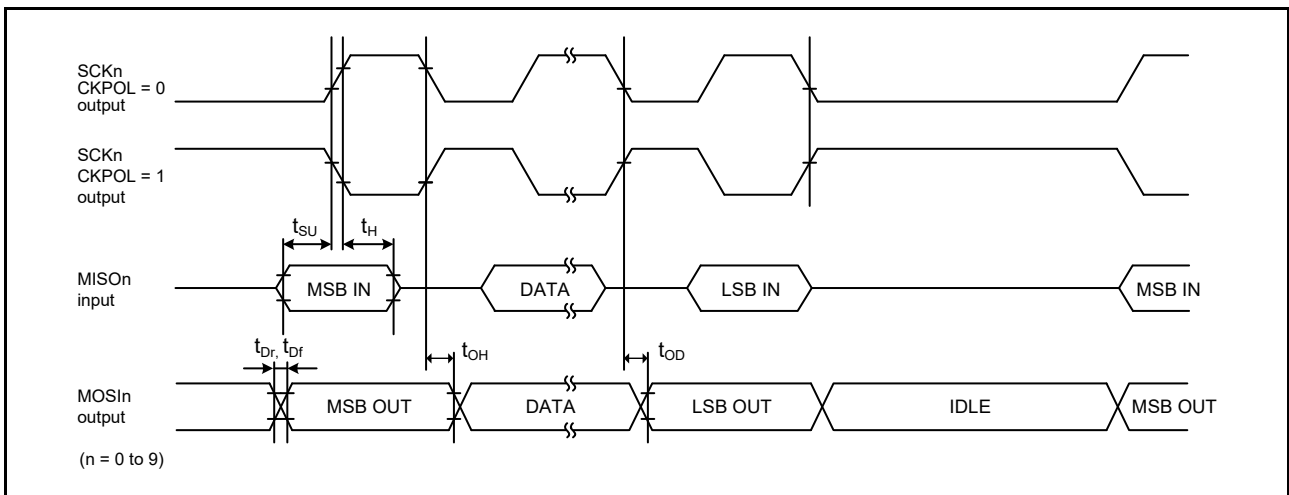 SCKn
CKPOL = 0
output
SCKn
CKPOL = 1
output
tSU
tH
MISOn
input
MSB IN
DATA
LSB IN
MSB IN
tDr, tDf
tOH
tOD
MOSIn
output
MSB OUT
DATA
LSB OUT
IDLE
MSB OUT
(n = 0 to 9)